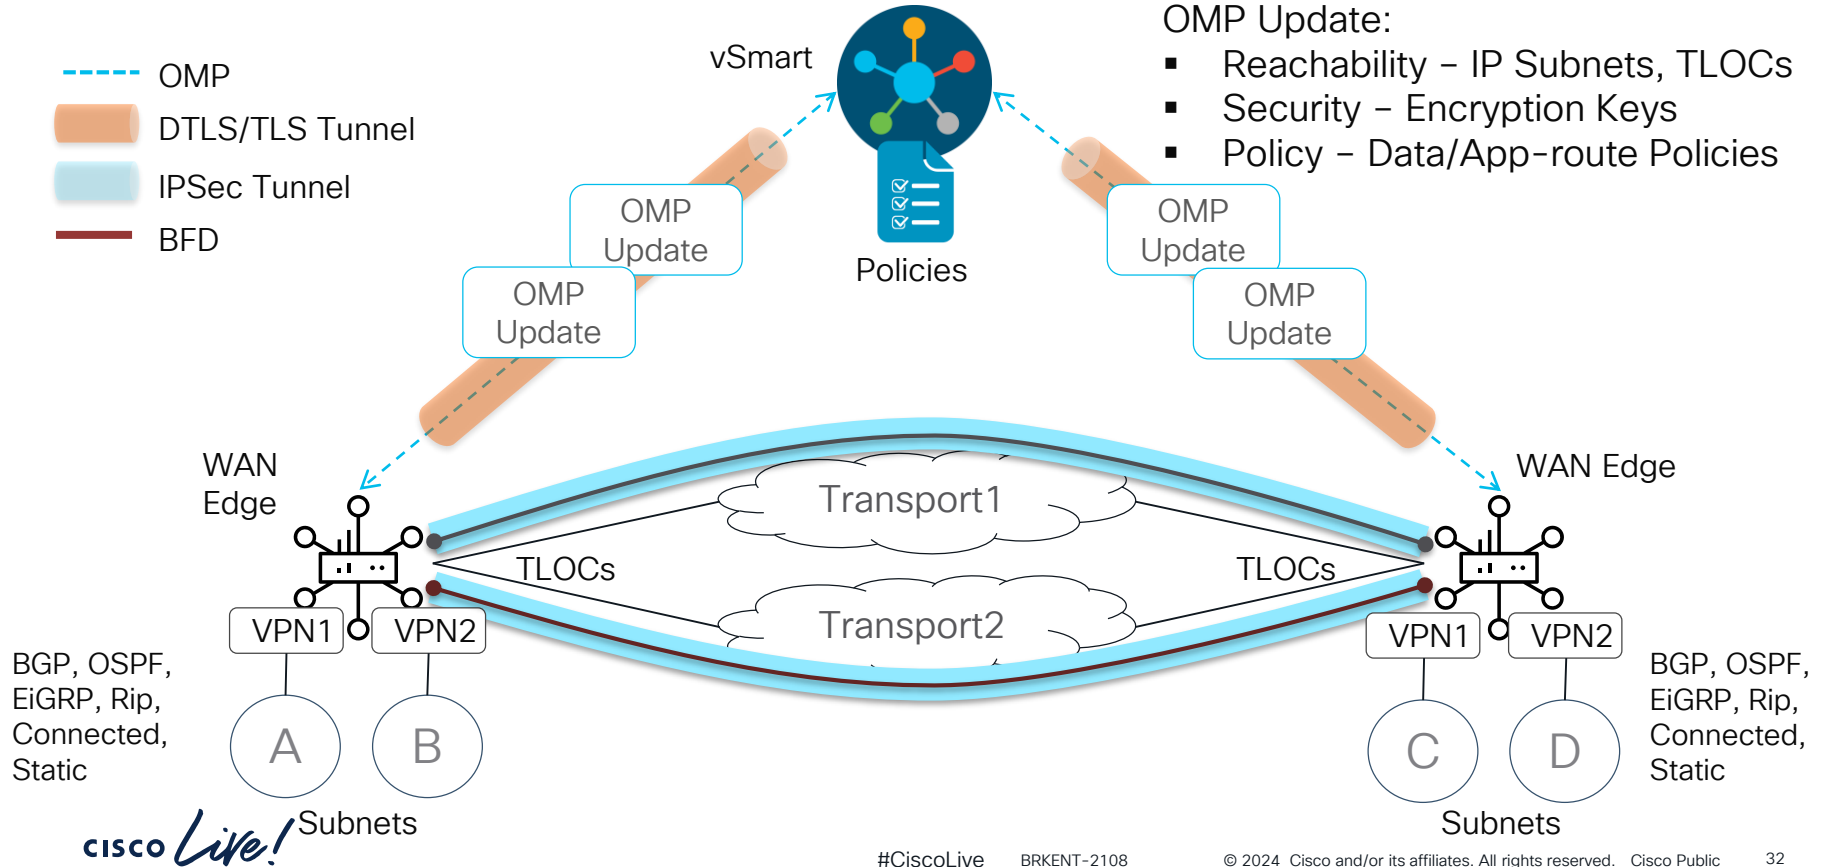 OMP
DTLS/TLS Tunnel
IPSec Tunnel
BFD
vSmart
Policies
OMP Update:
▪ Reachability – IP Subnets, TLOCs
▪ Security – Encryption Keys
▪ Policy – Data/App-route Policies
OMP
Update
OMP
Update
OMP
Update
OMP
Update
WAN
Edge
WAN Edge
Transport1
TLOCs
TLOCs
Transport2
VPN1
VPN2
VPN1
VPN2
BGP, OSPF,
EiGRP, Rip,
Connected,
Static
A
B
C
D
BGP, OSPF,
EiGRP, Rip,
Connected,
Static
Subnets
Subnets
CISCO Live!
#CiscoLive
BRKENT-2108
© 2024 Cisco and/or its affiliates. All rights reserved. Cisco Public
32